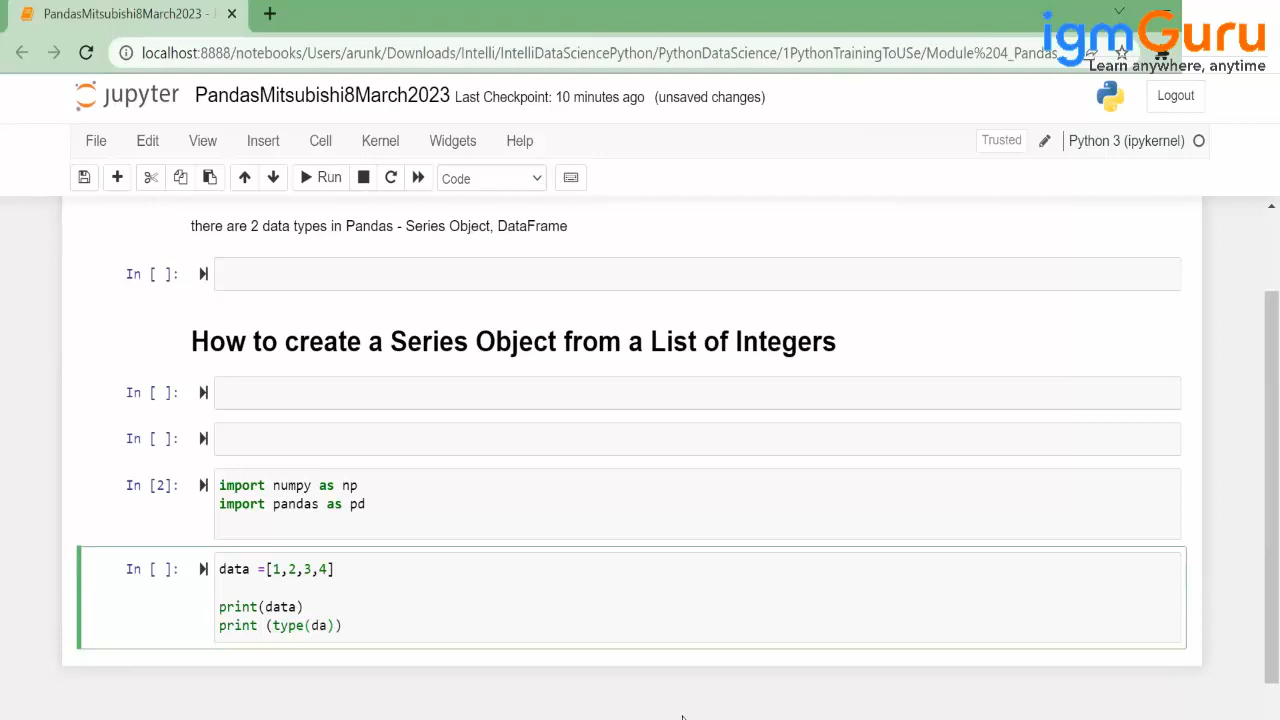 PandasMitsubishi8March2023 -
igmGuru
Learn anywhere, anytime
localhost:8888/notebooks/Users/arunk/Downloads/Intelli/IntelliDataSciencePython/PythonDataScience/1PythonTrainingToUSe/Module%204_Pandas
jupyter PandasMitsubishi8March2023 Last Checkpoint: 10 minutes ago (unsaved changes)
Logout
File Edit View Insert Cell Kernel Widgets Help
Trusted Python 3 (ipykernel)
Run Code
there are 2 data types in Pandas - Series Object, DataFrame
In [ ]:
How to create a Series Object from a List of Integers
In [ ]:
In [ ]:
In [2]: import numpy as np
import pandas as pd
In [ ]: data =[1,2,3,4]
print(data)
print (type(da))